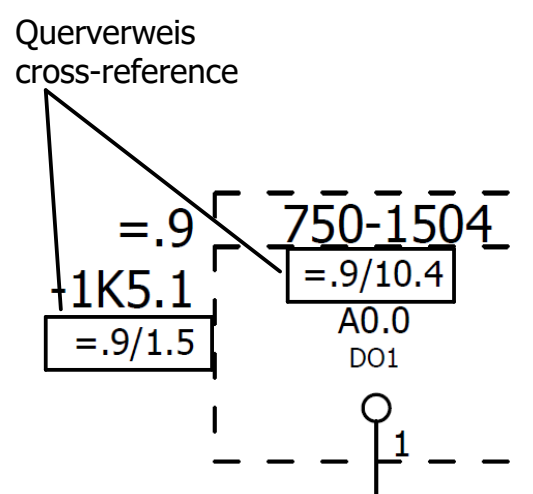 Querverweis
cross-reference
=.9
750-1504
-1K5.1
=.9/10.4
=.9/1.5
A0.0
DO1
1